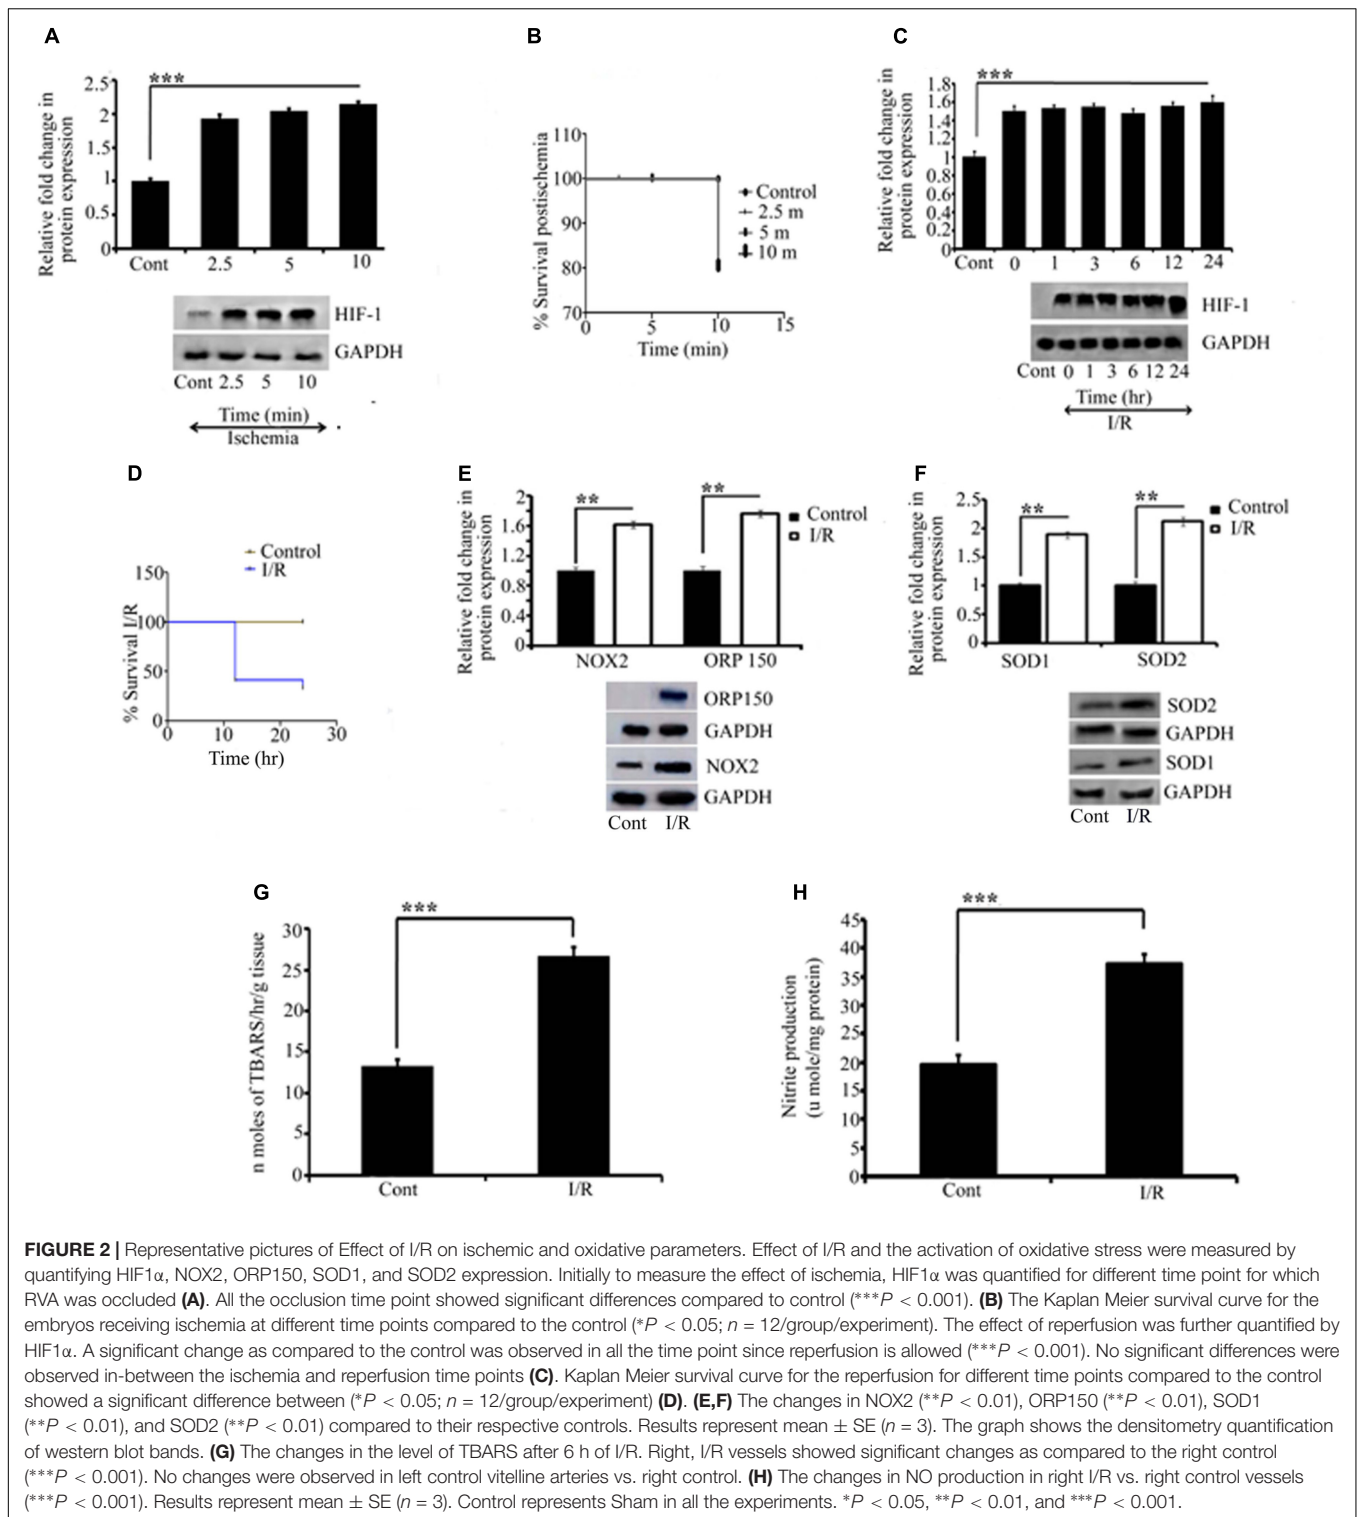 A
Relative fold change in
protein expression
2.5
2
1.5
1
0.5
0
***
Cont 2.5 5 10
HIF-1
GAPDH
Cont 2.5 5 10
Time (min)
Ischemia
B
% Survival postischemia
110
100
90
80
70
0 5 10 15
Time (min)
Control
2.5 m
5 m
10 m
C
Relative fold change in
protein expression
1.8
1.6
1.4
1.2
1
0.8
0.6
0.4
0.2
0
***
Cont 0 1 3 6 12 24
HIF-1
GAPDH
Cont 0 1 3 6 12 24
Time (hr)
I/R
D
% Survival I/R
Control
I/R
150
100
50
0
0 10 20 30
Time (hr)
E
Relative fold change in
protein expression
2
1.6
1.2
0.8
0.4
0
** **
Control
I/R
NOX2 ORP 150
ORP150
GAPDH
NOX2
GAPDH
Cont I/R
F
Relative fold change in
protein expression
2.5
2
1.5
1
0.5
0
** **
Control
I/R
SOD1 SOD2
SOD2
GAPDH
SOD1
GAPDH
Cont I/R
G
n moles of TBARS/hr/g tissue
30
25
20
15
10
5
0
***
Cont I/R
H
Nitrite production
(u mole/mg protein)
45
40
35
30
25
20
15
10
5
0
***
Cont I/R
FIGURE 2 | Representative pictures of Effect of I/R on ischemic and oxidative parameters. Effect of I/R and the activation of oxidative stress were measured by
quantifying HIF1α, NOX2, ORP150, SOD1, and SOD2 expression. Initially to measure the effect of ischemia, HIF1α was quantified for different time point for which
RVA was occluded (A). All the occlusion time point showed significant differences compared to control (***P < 0.001). (B) The Kaplan Meier survival curve for the
embryos receiving ischemia at different time points compared to the control (*P < 0.05; n = 12/group/experiment). The effect of reperfusion was further quantified by
HIF1α. A significant change as compared to the control was observed in all the time point since reperfusion is allowed (***P < 0.001). No significant differences were
observed in-between the ischemia and reperfusion time points (C). Kaplan Meier survival curve for the reperfusion for different time points compared to the control
showed a significant difference between (*P < 0.05; n = 12/group/experiment) (D). (E,F) The changes in NOX2 (**P < 0.01), ORP150 (**P < 0.01), SOD1
(**P < 0.01), and SOD2 (**P < 0.01) compared to their respective controls. Results represent mean ± SE (n = 3). The graph shows the densitometry quantification
of western blot bands. (G) The changes in the level of TBARS after 6 h of I/R. Right, I/R vessels showed significant changes as compared to the right control
(***P < 0.001). No changes were observed in left control vitelline arteries vs. right control. (H) The changes in NO production in right I/R vs. right control vessels
(***P < 0.001). Results represent mean ± SE (n = 3). Control represents Sham in all the experiments. *P < 0.05, **P < 0.01, and ***P < 0.001.